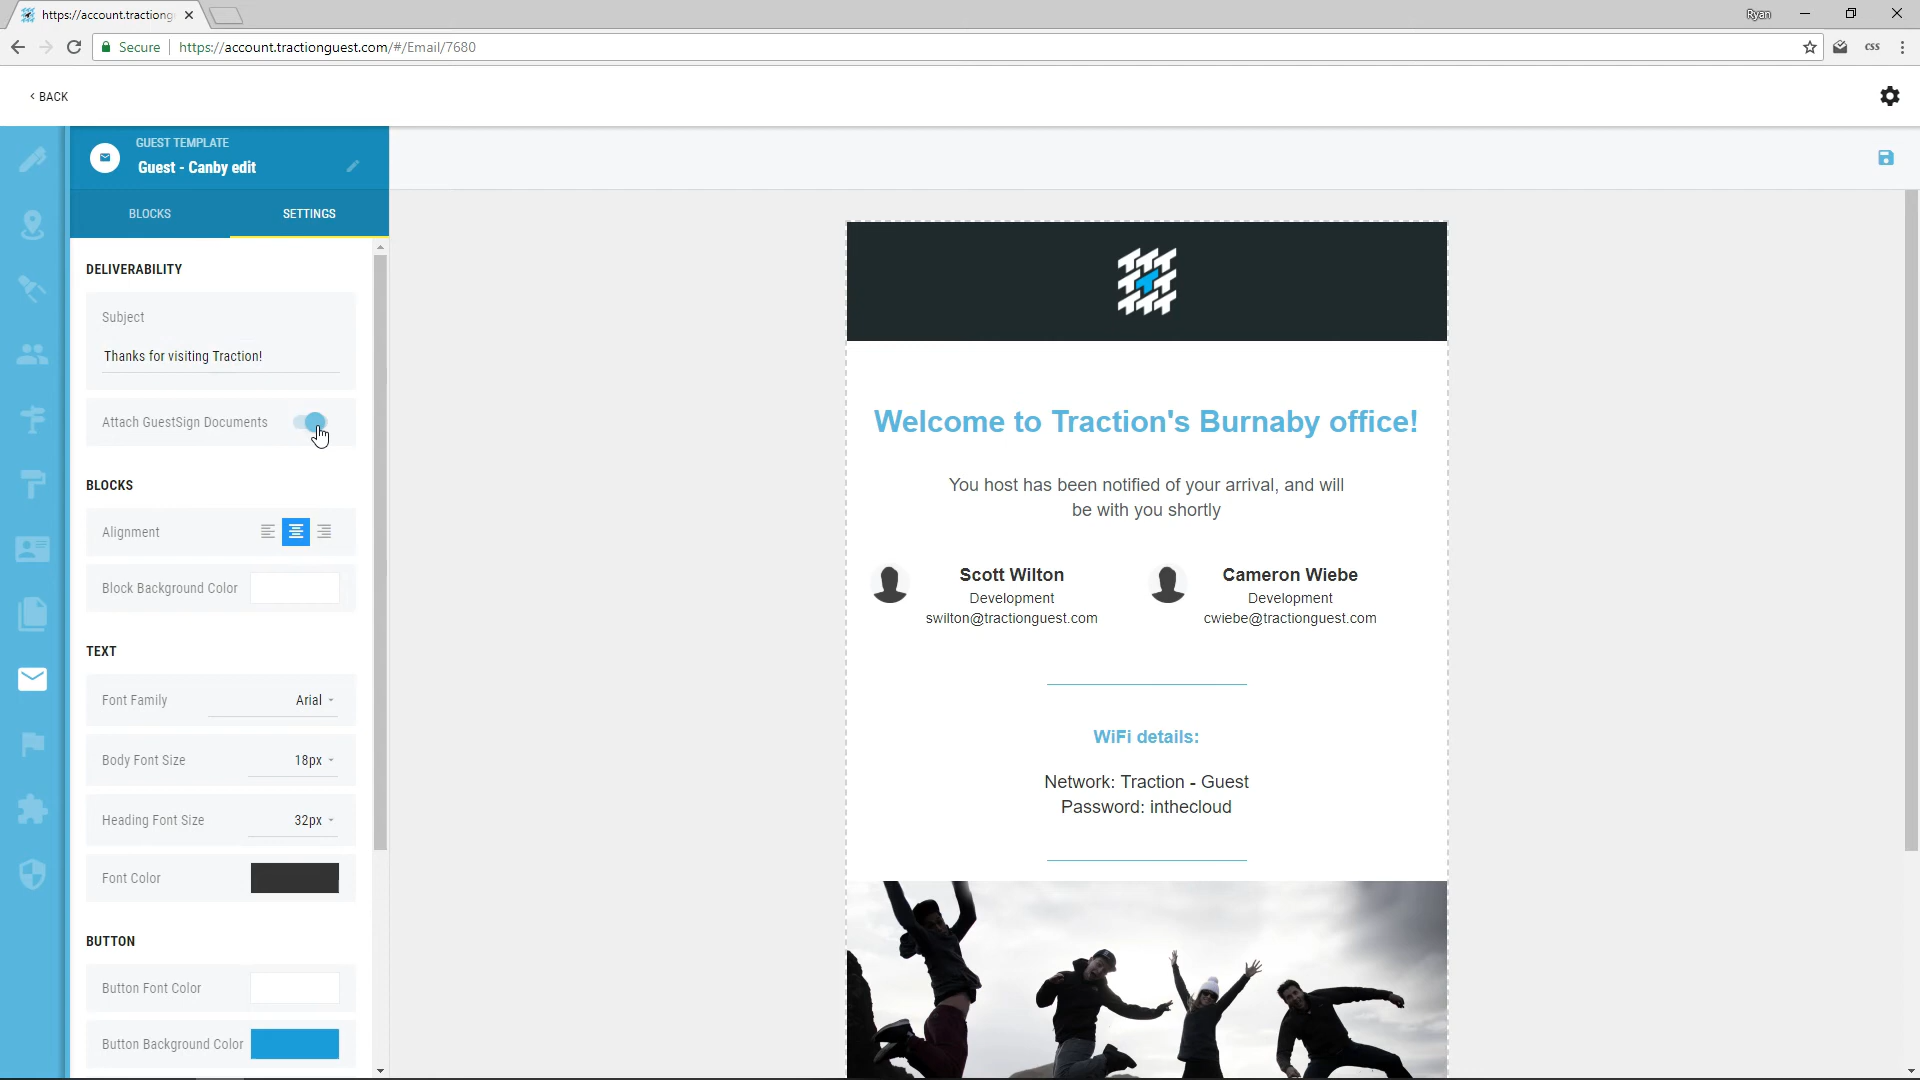 https://account.tractiong
Ryan
Secure
https://account.tractionguest.com/#/Email/7680
css
< BACK
GUEST TEMPLATE
Guest - Canby edit
BLOCKS
SETTINGS
DELIVERABILITY
Subject
Thanks for visiting Traction!
Attach GuestSign Documents
BLOCKS
Alignment
Block Background Color
TEXT
Font Family
Arial
Body Font Size
18px
Heading Font Size
32px
Font Color
BUTTON
Button Font Color
Button Background Color
Welcome to Traction's Burnaby office!
You host has been notified of your arrival, and will
be with you shortly
Scott Wilton
Development
swilton@tractionguest.com
Cameron Wiebe
Development
cwiebe@tractionguest.com
WiFi details:
Network: Traction - Guest
Password: inthecloud